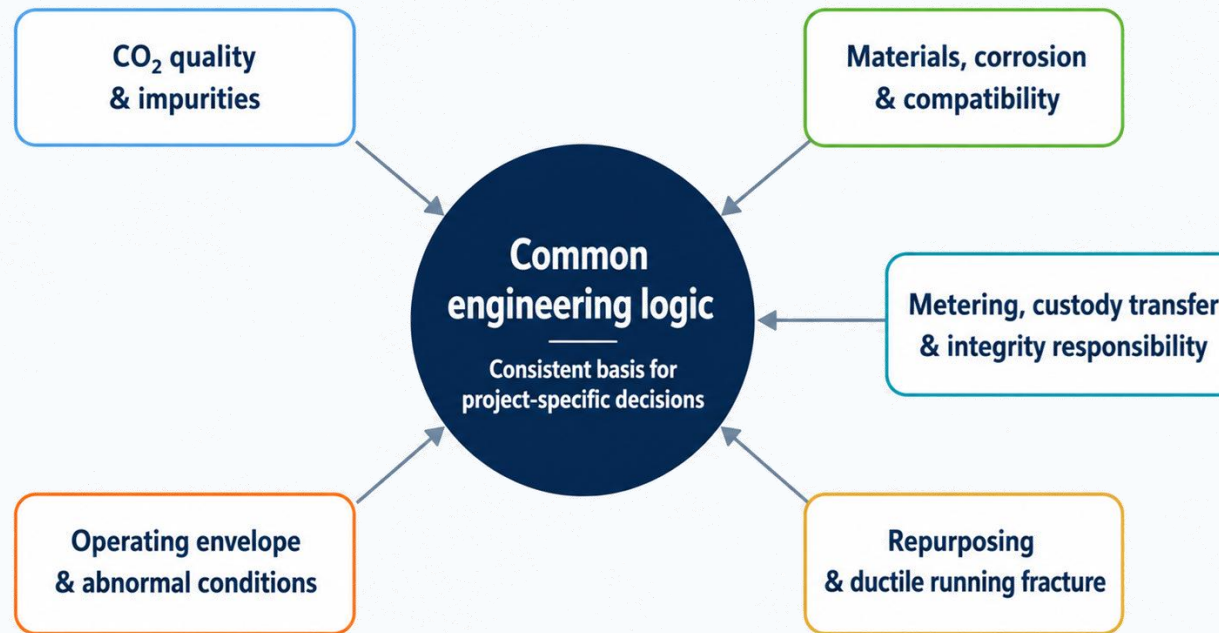 CO₂ quality
& impurities
Materials, corrosion
& compatibility
Common
engineering logic
Consistent basis for
project-specific decisions
Metering, custody transfer
& integrity responsibility
Operating envelope
& abnormal conditions
Repurposing
& ductile running fracture